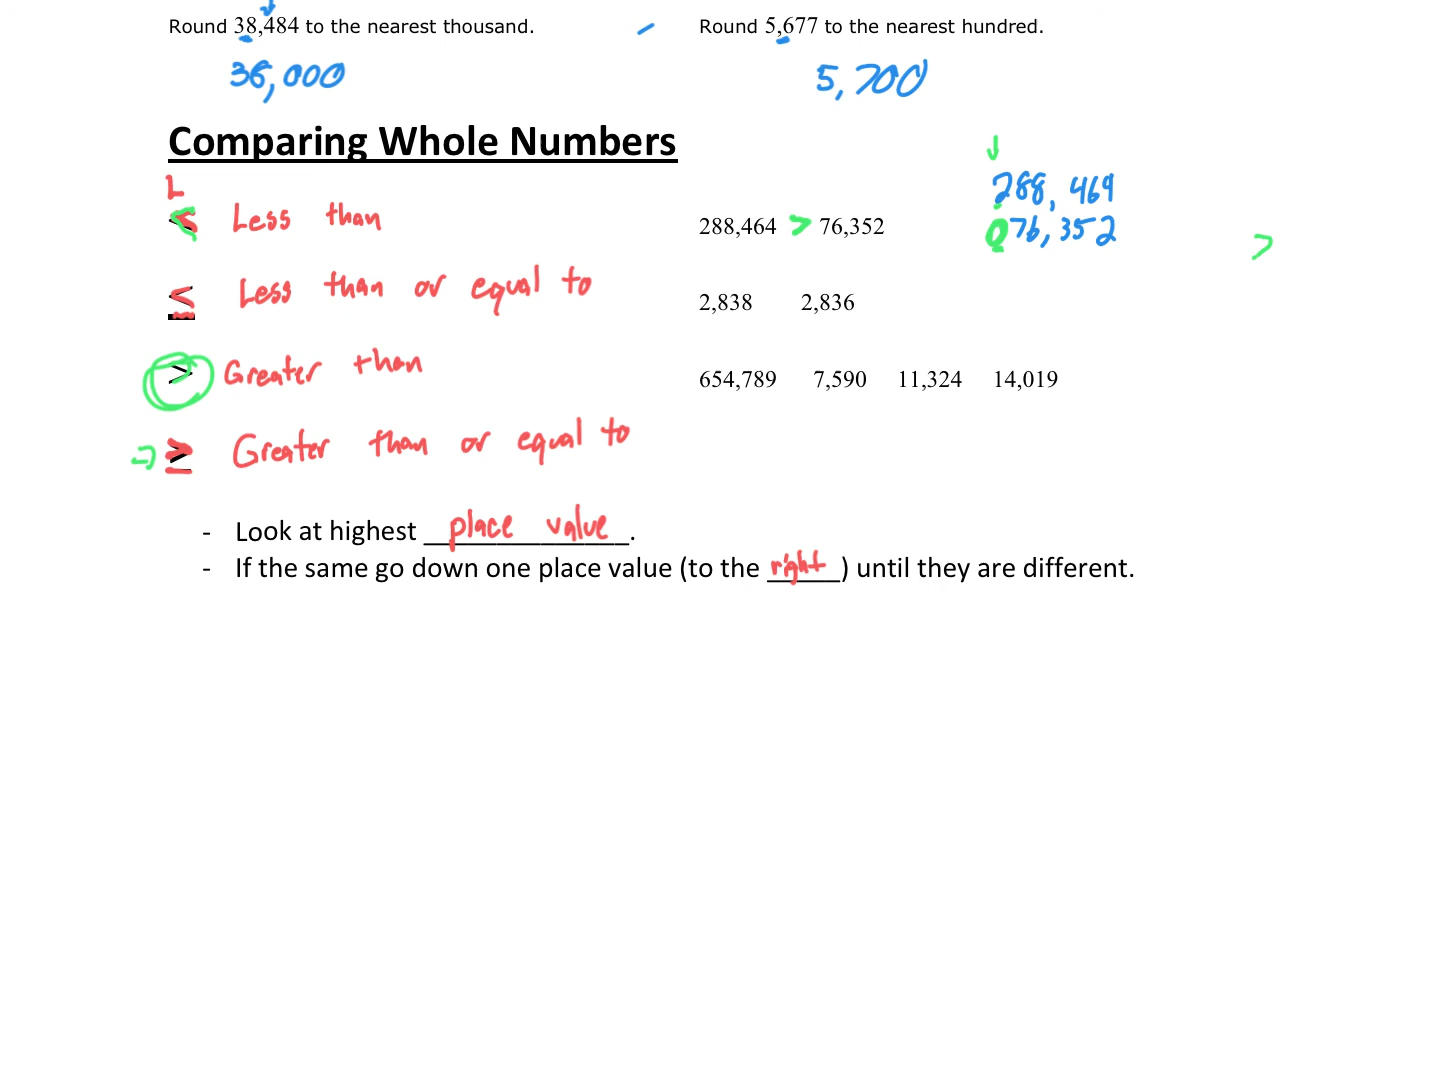 Round 38,484 to the nearest thousand. Round 5,677 to the nearest hundred.
38,000 5,700
Comparing Whole Numbers
L
< Less than
288,464 > 76,352
288,464
076,352
>
≤ Less than or equal to
2,838 2,836
> Greater than
654,789 7,590 11,324 14,019
≥ Greater than or equal to
- Look at highest place value.
- If the same go down one place value (to the right) until they are different.